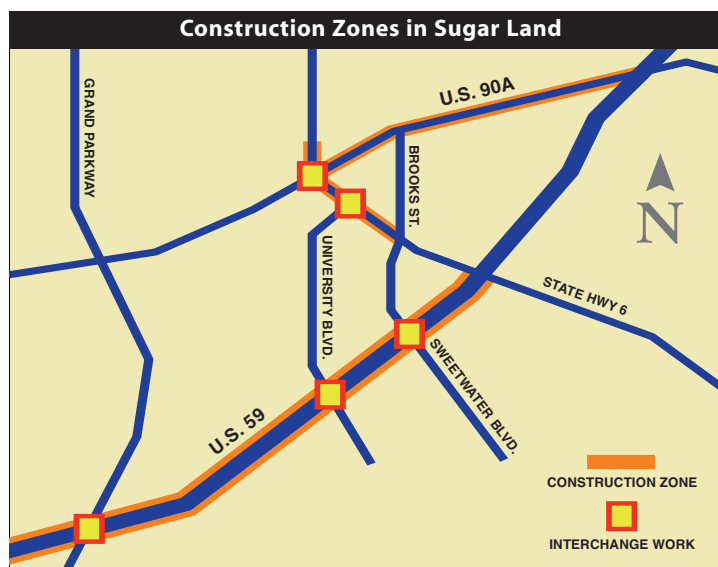 Construction Zones in Sugar Land
GRAND PARKWAY
U.S. 90A
BROOKS ST.
N
UNIVERSITY BLVD.
STATE HWY 6
SWEETWATER BLVD.
U.S. 59
CONSTRUCTION ZONE
INTERCHANGE WORK